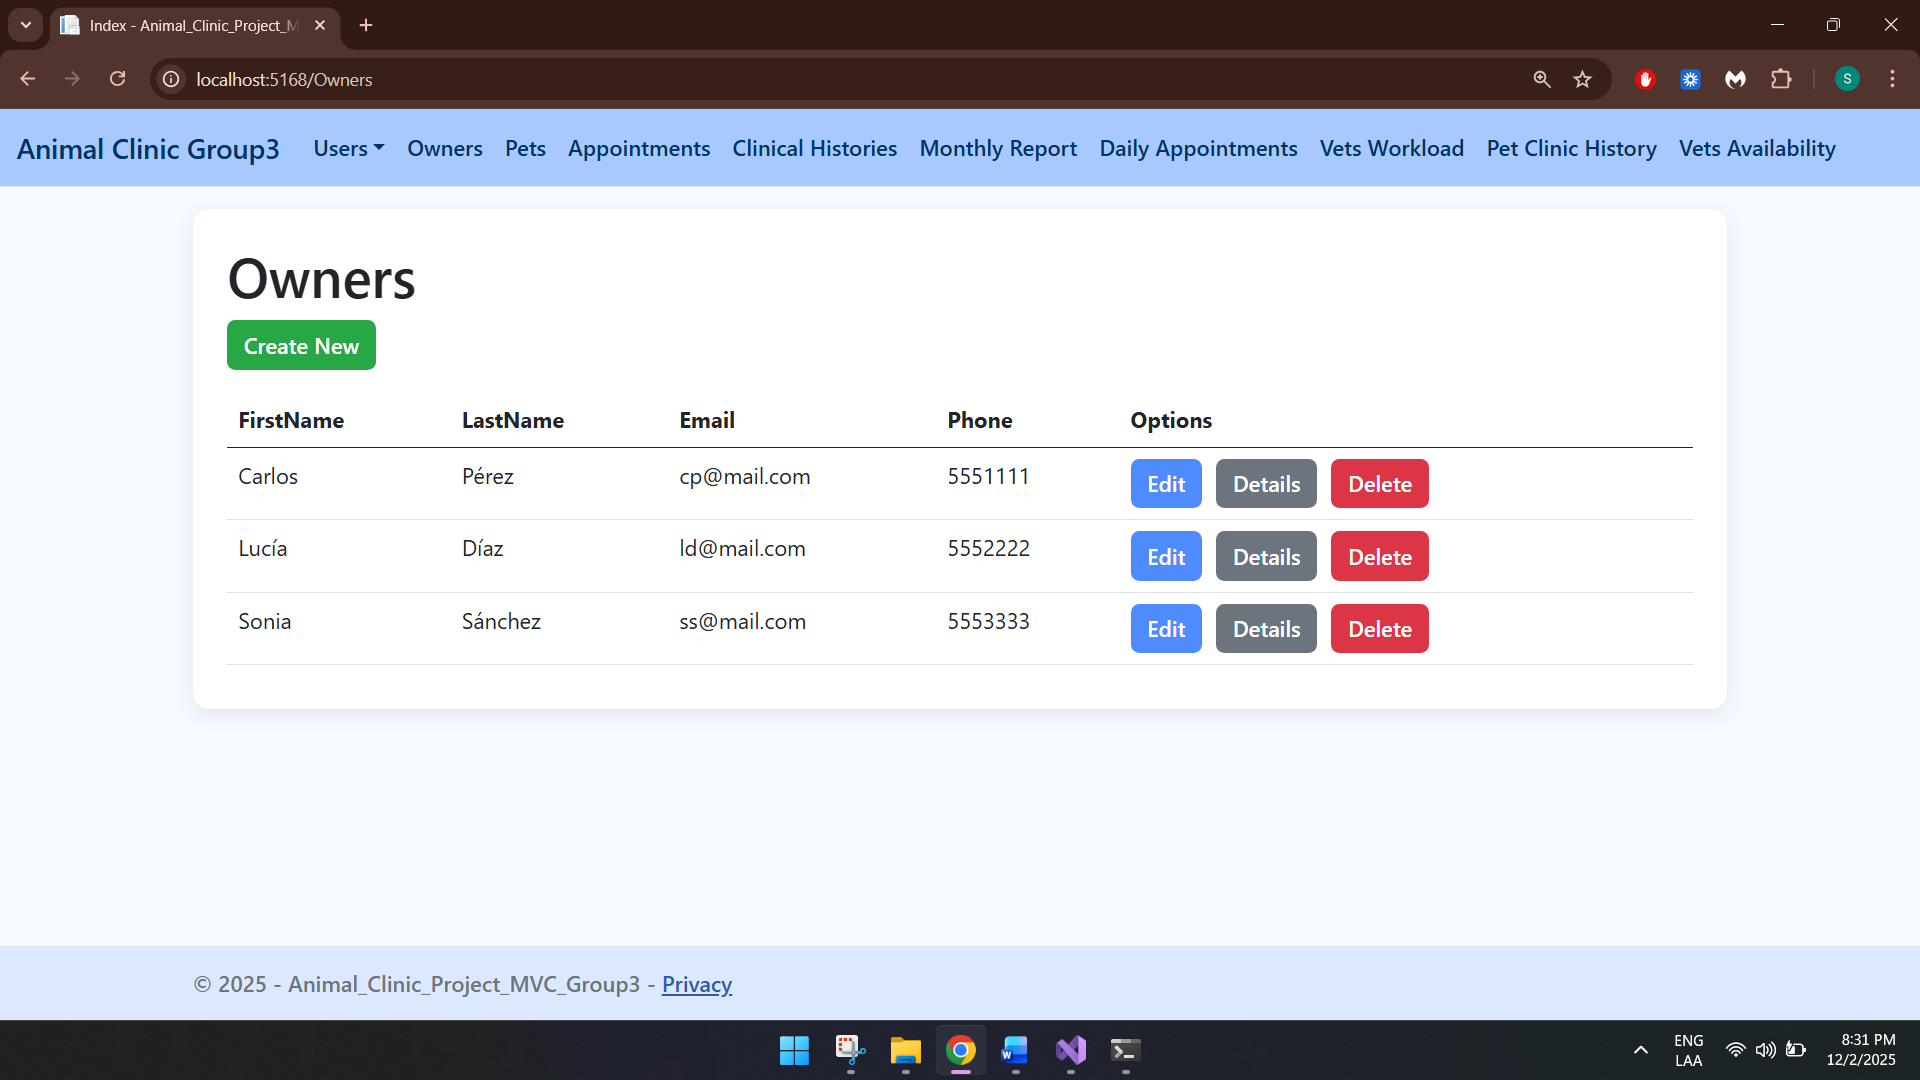 Index - Animal_Clinic_Project_M
localhost:5168/Owners
S
Animal Clinic Group3 Users Owners Pets Appointments Clinical Histories Monthly Report Daily Appointments Vets Workload Pet Clinic History Vets Availability
Owners
Create New
FirstName LastName Email Phone Options
Carlos Pérez cp@mail.com 5551111 Edit Details Delete
Lucía Díaz ld@mail.com 5552222 Edit Details Delete
Sonia Sánchez ss@mail.com 5553333 Edit Details Delete
© 2025 - Animal_Clinic_Project_MVC_Group3 - Privacy
ENG 8:31 PM
LAA 12/2/2025